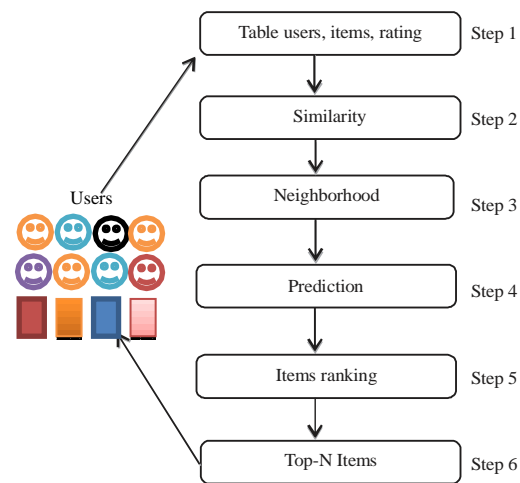 Table users, items, rating Step 1
Similarity Step 2
Users
Neighborhood Step 3
Prediction Step 4
Items ranking Step 5
Top-N Items Step 6